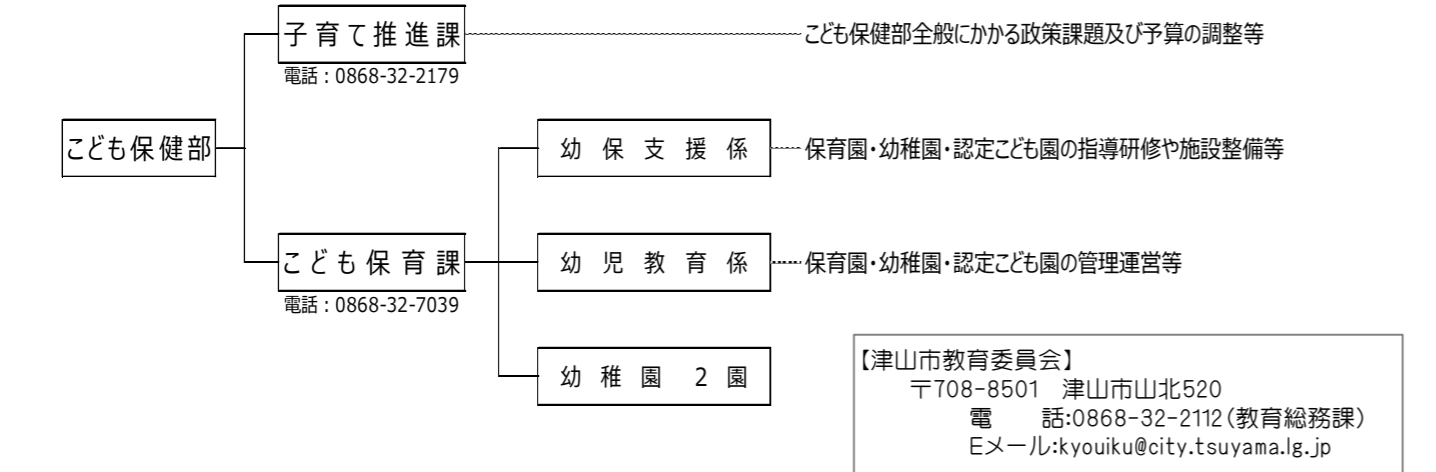 子育て推進課
こども保健部全般にかかる政策課題及び予算の調整等
電話：0868-32-2179
こども保健部
幼保支援係
保育園・幼稚園・認定こども園の指導研修や施設整備等
こども保育課
幼児教育係
保育園・幼稚園・認定こども園の管理運営等
電話：0868-32-7039
幼稚園 2園
【津山市教育委員会】
〒708-8501 津山市山北520
電 話:0868-32-2112(教育総務課)
Eメール:kyouiku@city.tsuyama.lg.jp